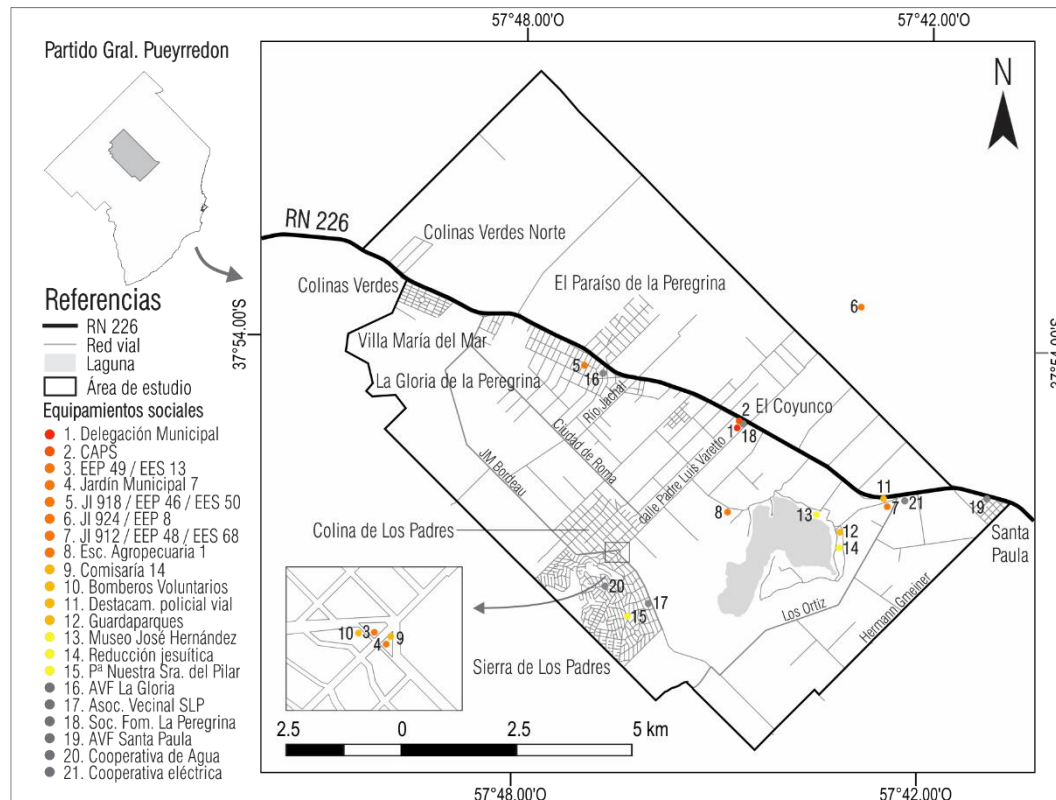 Partido Gral. Pueyrredon
57°48.00'O
57°42.00'O
N
RN 226
37°54.00'S
37°54.00'S
Colinas Verdes Norte
Colinas Verdes
El Paraíso de la Peregrina
Villa María del Mar
La Gloria de la Peregrina
El Coyunco
Río Jachal
Ciudad de Roma
JM Bordeau
calle Padre Luis Varetto
Colina de Los Padres
Sierra de Los Padres
Los Ortiz
Hermann Gmeiner
Santa
Paula
6
5
16
2
1
18
11
21
7
19
8
13
12
14
20
17
15
10
3
9
4
Referencias
RN 226
Red vial
Laguna
Área de estudio
Equipamientos sociales
1. Delegación Municipal
2. CAPS
3. EEP 49 / EES 13
4. Jardín Municipal 7
5. JI 918 / EEP 46 / EES 50
6. JI 924 / EEP 8
7. JI 912 / EEP 48 / EES 68
8. Esc. Agropecuaria 1
9. Comisaría 14
10. Bomberos Voluntarios
11. Destacam. policial vial
12. Guardaparques
13. Museo José Hernández
14. Reducción jesuítica
15. Pª Nuestra Sra. del Pilar
16. AVF La Gloria
17. Asoc. Vecinal SLP
18. Soc. Fom. La Peregrina
19. AVF Santa Paula
20. Cooperativa de Agua
21. Cooperativa eléctrica
2.5 0 2.5 5 km
57°48.00'O
57°42.00'O